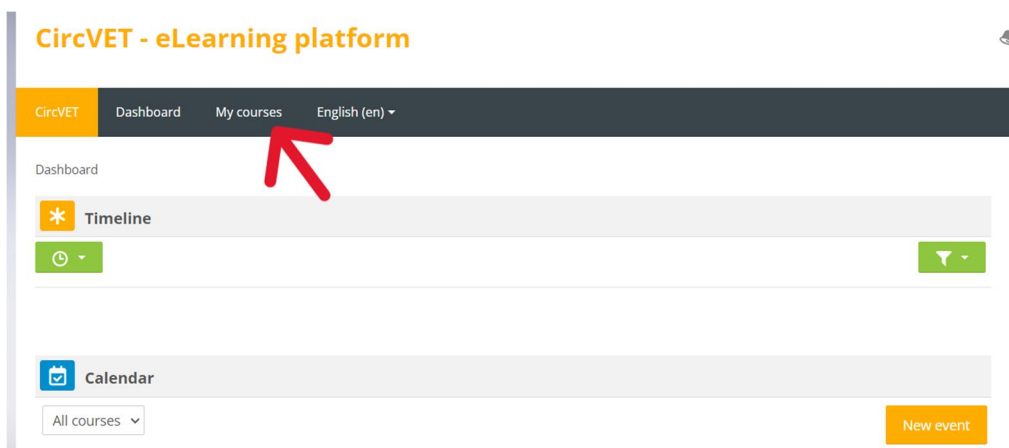 CircVET - eLearning platform
CircVET Dashboard My courses English (en)
Dashboard
Timeline
Calendar
All courses
New event